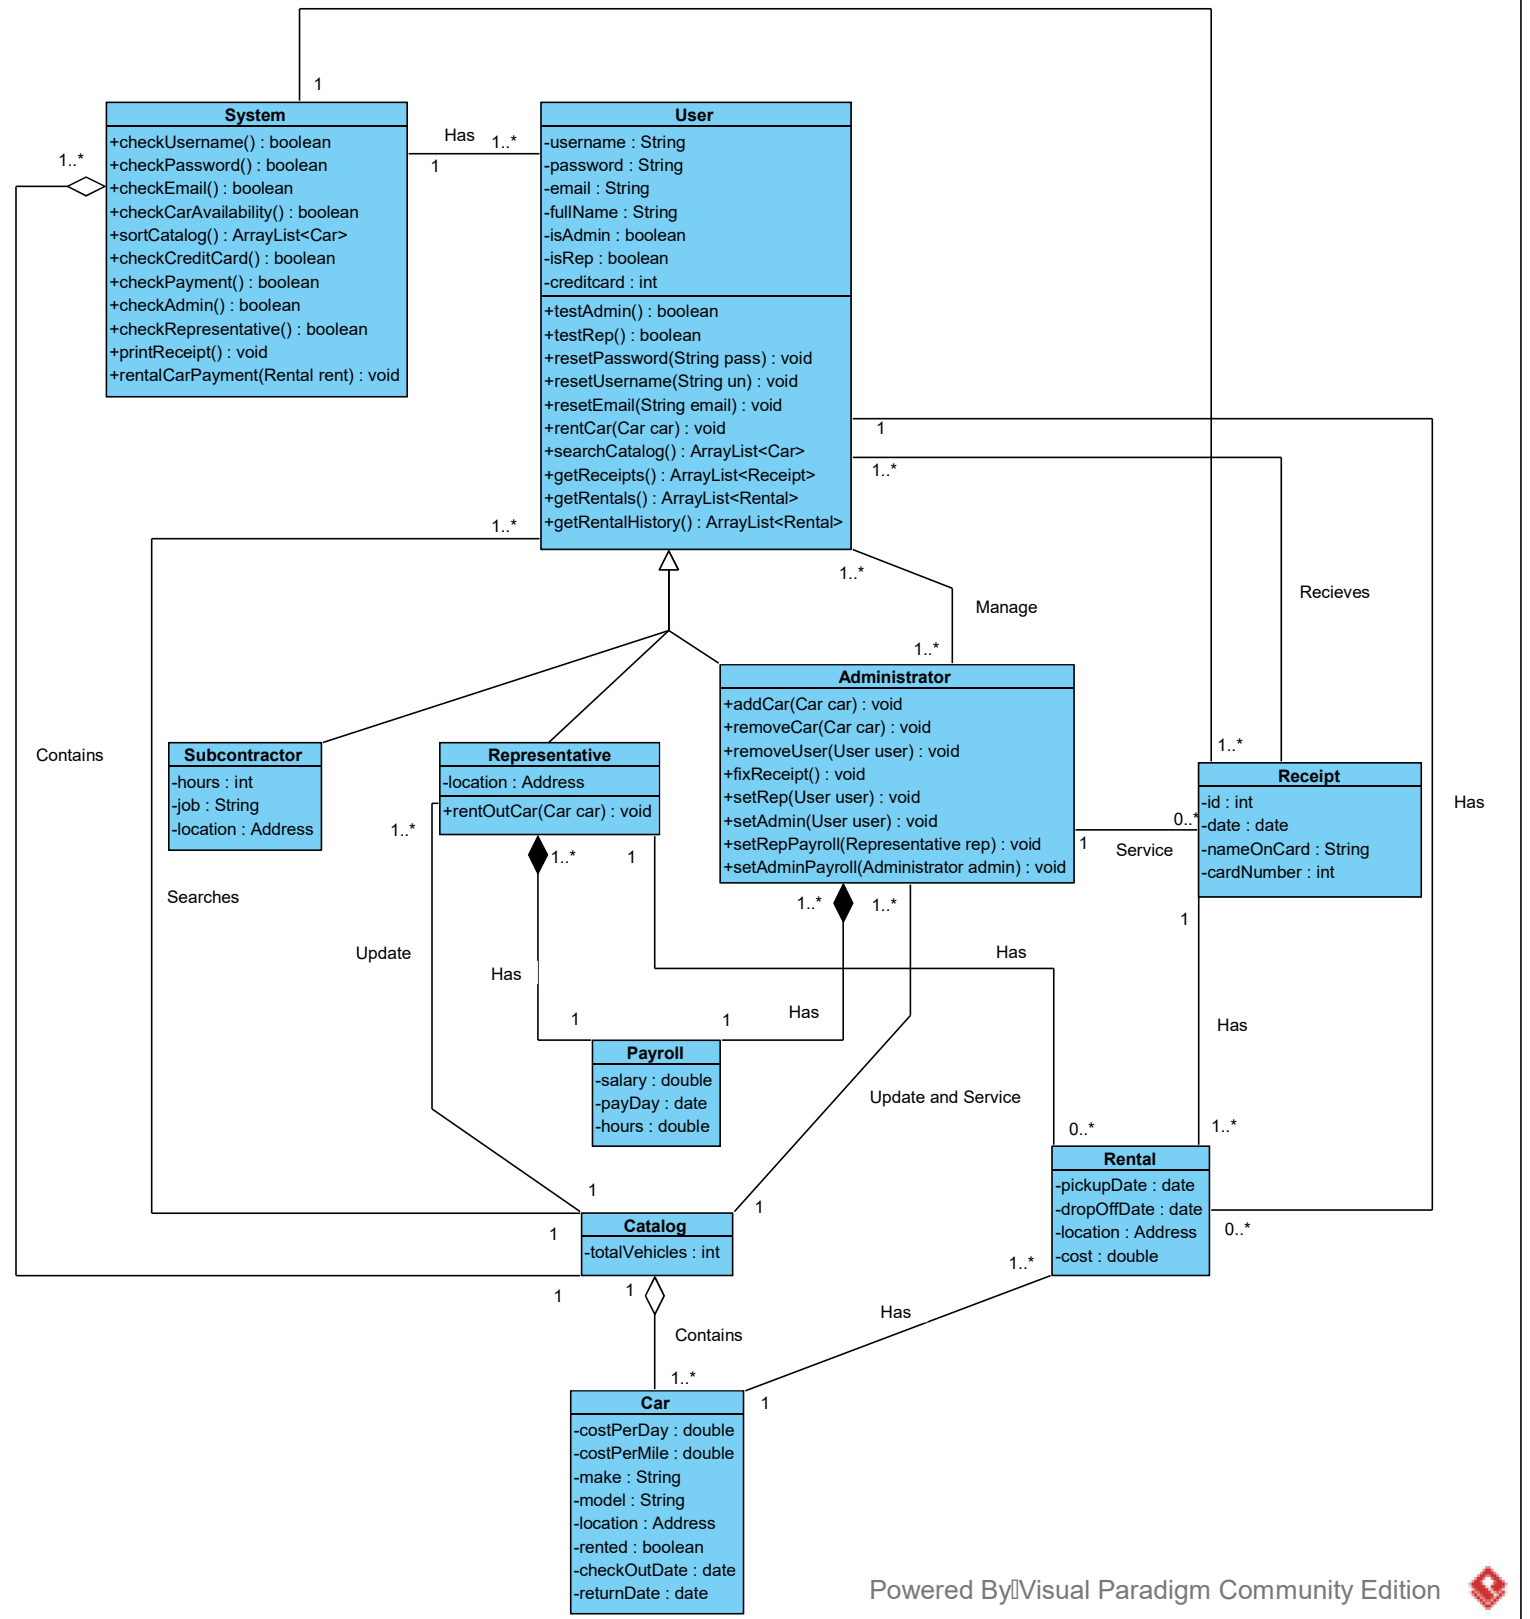 1
System
+checkUsername() : boolean
+checkPassword() : boolean
+checkEmail() : boolean
+checkCarAvailability() : boolean
+sortCatalog() : ArrayList<Car>
+checkCreditCard() : boolean
+checkPayment() : boolean
+checkAdmin() : boolean
+checkRepresentative() : boolean
+printReceipt() : void
+rentalCarPayment(Rental rent) : void
1..*
Has
1
1..*
User
-username : String
-password : String
-email : String
-fullName : String
-isAdmin : boolean
-isRep : boolean
-creditcard : int
+testAdmin() : boolean
+testRep() : boolean
+resetPassword(String pass) : void
+resetUsername(String un) : void
+resetEmail(String email) : void
+rentCar(Car car) : void
+searchCatalog() : ArrayList<Car>
+getReceipts() : ArrayList<Receipt>
+getRentals() : ArrayList<Rental>
+getRentalHistory() : ArrayList<Rental>
1
1..*
1..*
1..*
Manage
1..*
Recieves
Administrator
+addCar(Car car) : void
+removeCar(Car car) : void
+removeUser(User user) : void
+fixReceipt() : void
+setRep(User user) : void
+setAdmin(User user) : void
+setRepPayroll(Representative rep) : void
+setAdminPayroll(Administrator admin) : void
Contains
Subcontractor
-hours : int
-job : String
-location : Address
Representative
-location : Address
+rentOutCar(Car car) : void
1..*
Receipt
-id : int
-date : date
-nameOnCard : String
-cardNumber : int
Has
0..*
1
Service
1..*
1..*
1
1..*
1..*
1
Searches
Update
Has
Has
1
1
Has
Has
Payroll
-salary : double
-payDay : date
-hours : double
Update and Service
0..*
1..*
Rental
-pickupDate : date
-dropOffDate : date
-location : Address
-cost : double
1
1
1
0..*
Catalog
-totalVehicles : int
1
1
1..*
Has
Contains
1..*
1
Car
-costPerDay : double
-costPerMile : double
-make : String
-model : String
-location : Address
-rented : boolean
-checkOutDate : date
-returnDate : date
Powered By Visual Paradigm Community Edition